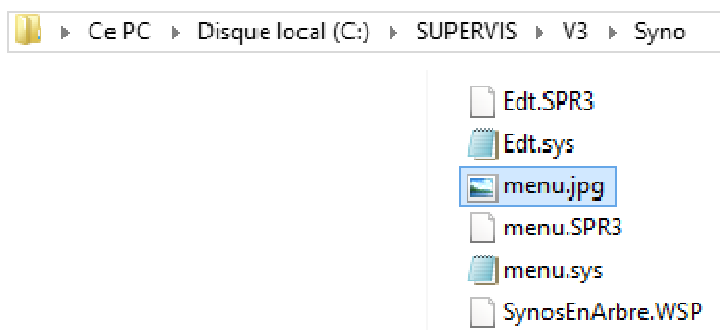 Ce PC Disque local (C:) SUPERVIS V3 Syno
Edt.SPR3
Edt.sys
menu.jpg
menu.SPR3
menu.sys
SynosEnArbre.WSP